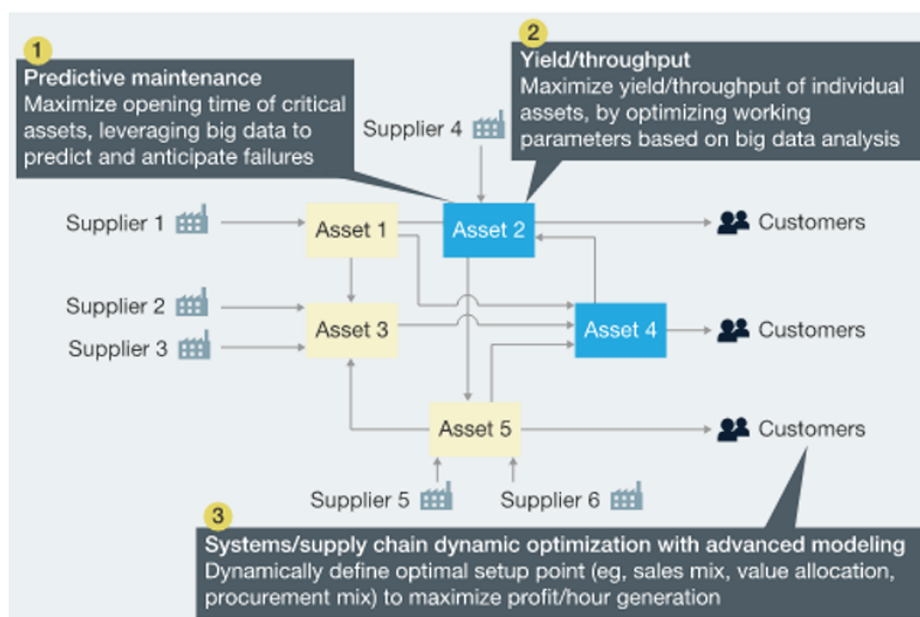 1
Predictive maintenance
Maximize opening time of critical
assets, leveraging big data to
predict and anticipate failures
2
Yield/throughput
Maximize yield/throughput of individual
assets, by optimizing working
parameters based on big data analysis
Supplier 4
Supplier 1
Asset 1
Asset 2
Customers
Supplier 2
Supplier 3
Asset 3
Asset 4
Customers
Asset 5
Customers
Supplier 5
Supplier 6
3
Systems/supply chain dynamic optimization with advanced modeling
Dynamically define optimal setup point (eg, sales mix, value allocation,
procurement mix) to maximize profit/hour generation